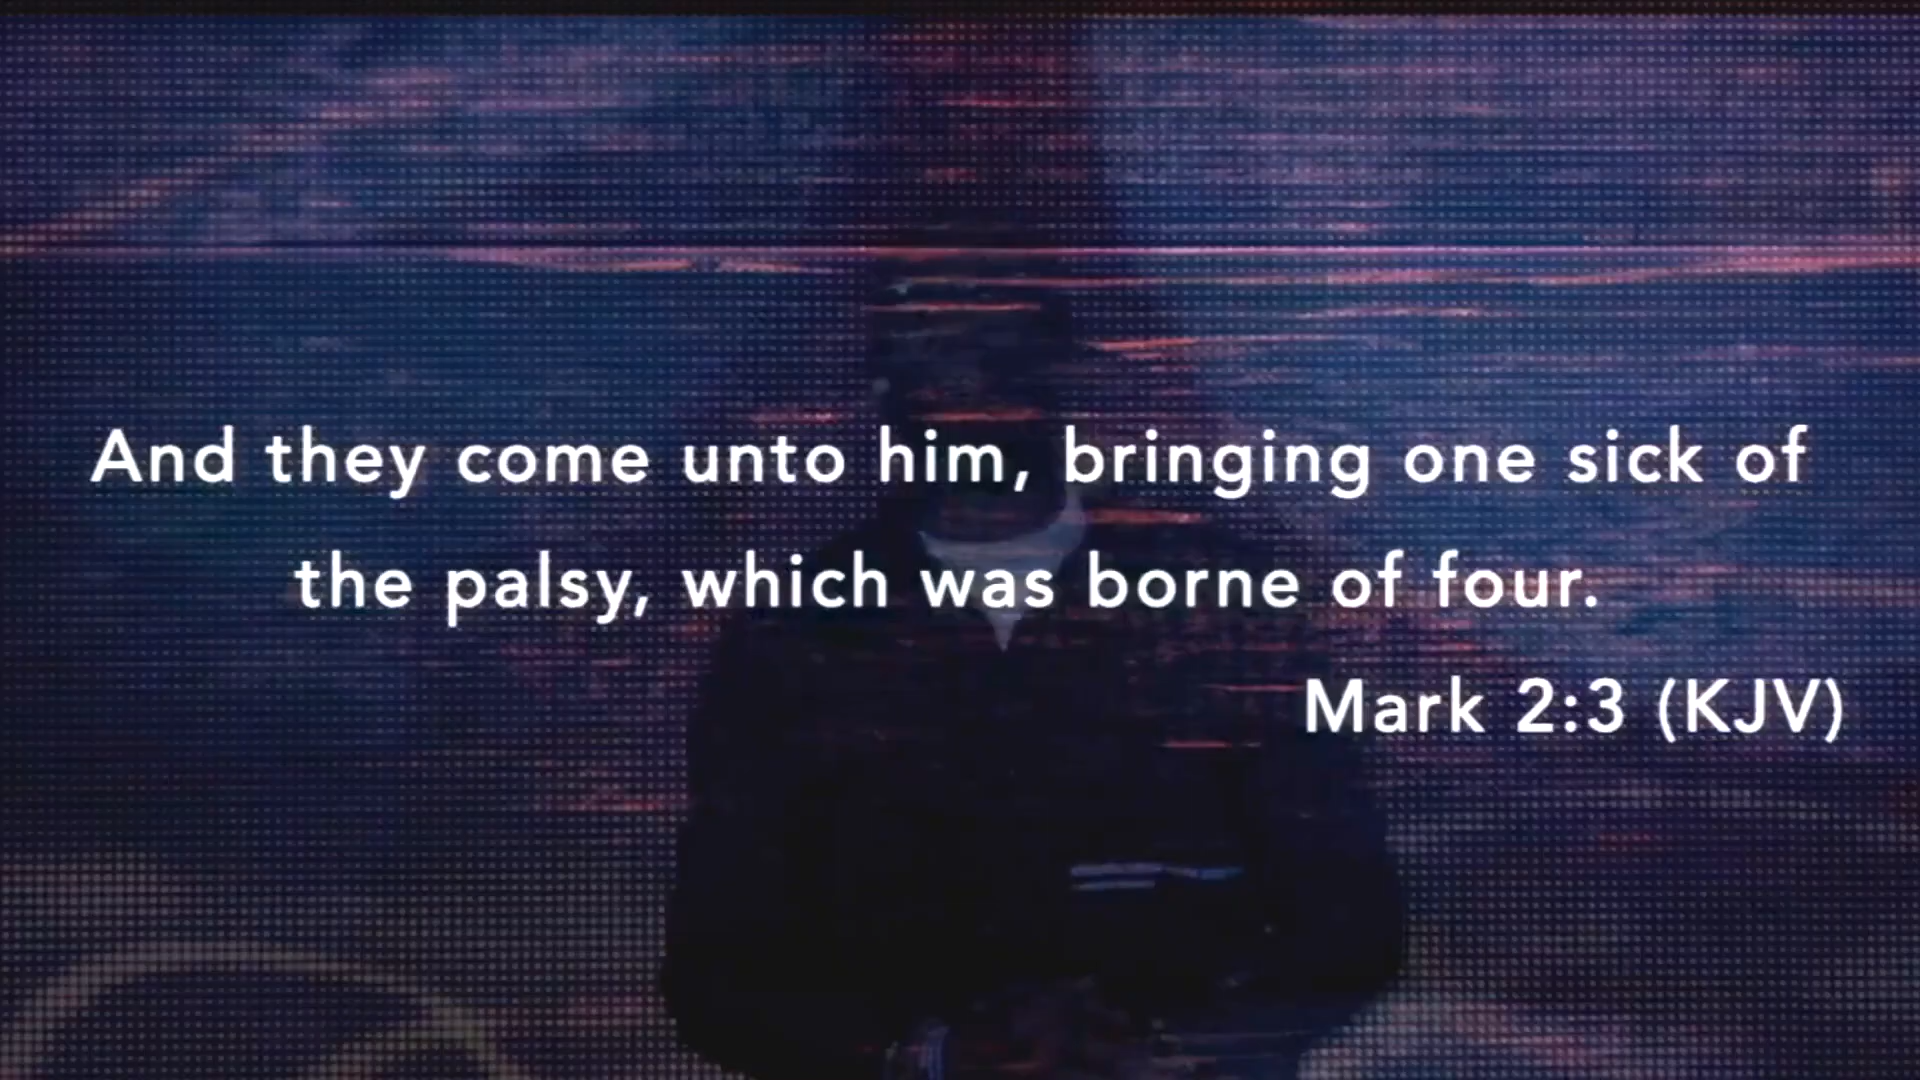 And they come unto him, bringing one sick of
the palsy, which was borne of four.
Mark 2:3 (KJV)